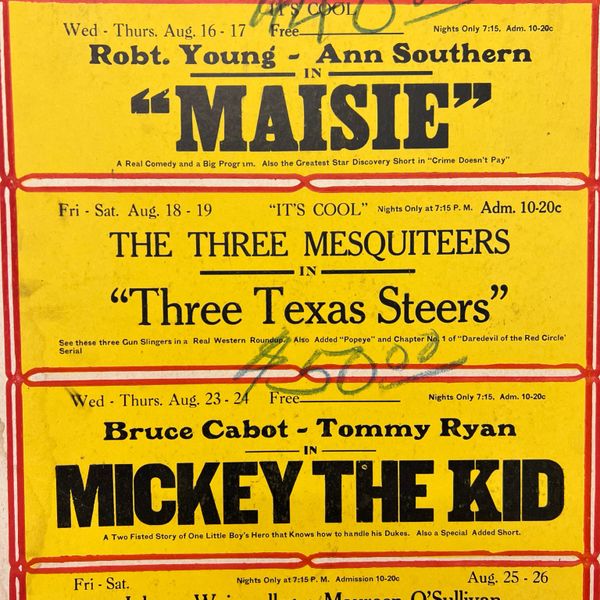 "IT'S COOL"
Wed - Thurs. Aug. 16 - 17 Free Nights Only 7:15, Adm. 10-20c
Robt. Young - Ann Southern
IN
"MAISIE"
A Real Comedy and a Big Progr m. Also the Greatest Star Discovery Short in "Crime Doesn't Pay"
Fri - Sat. Aug. 18 - 19 "IT'S COOL" Nights Only at 7:15 P. M. Adm. 10-20c
THE THREE MESQUITEERS
IN
"Three Texas Steers"
See these three Gun Slingers in a Real Western Roundup. Also Added "Popeye" and Chapter No. 1 of "Daredevil of the Red Circle'
Serial
$50.00
Wed - Thurs. Aug. 23 - 24 Free Nights Only 7:15, Adm. 10-20c
Bruce Cabot - Tommy Ryan
IN
MICKEY THE KID
A Two Fisted Story of One Little Boy's Hero that Knows how to handle his Dukes. Also a Special Added Short.
Fri - Sat. Nights Only at 7:15 P. M. Admission 10-20c Aug. 25 - 26
Maureen O'Sullivan